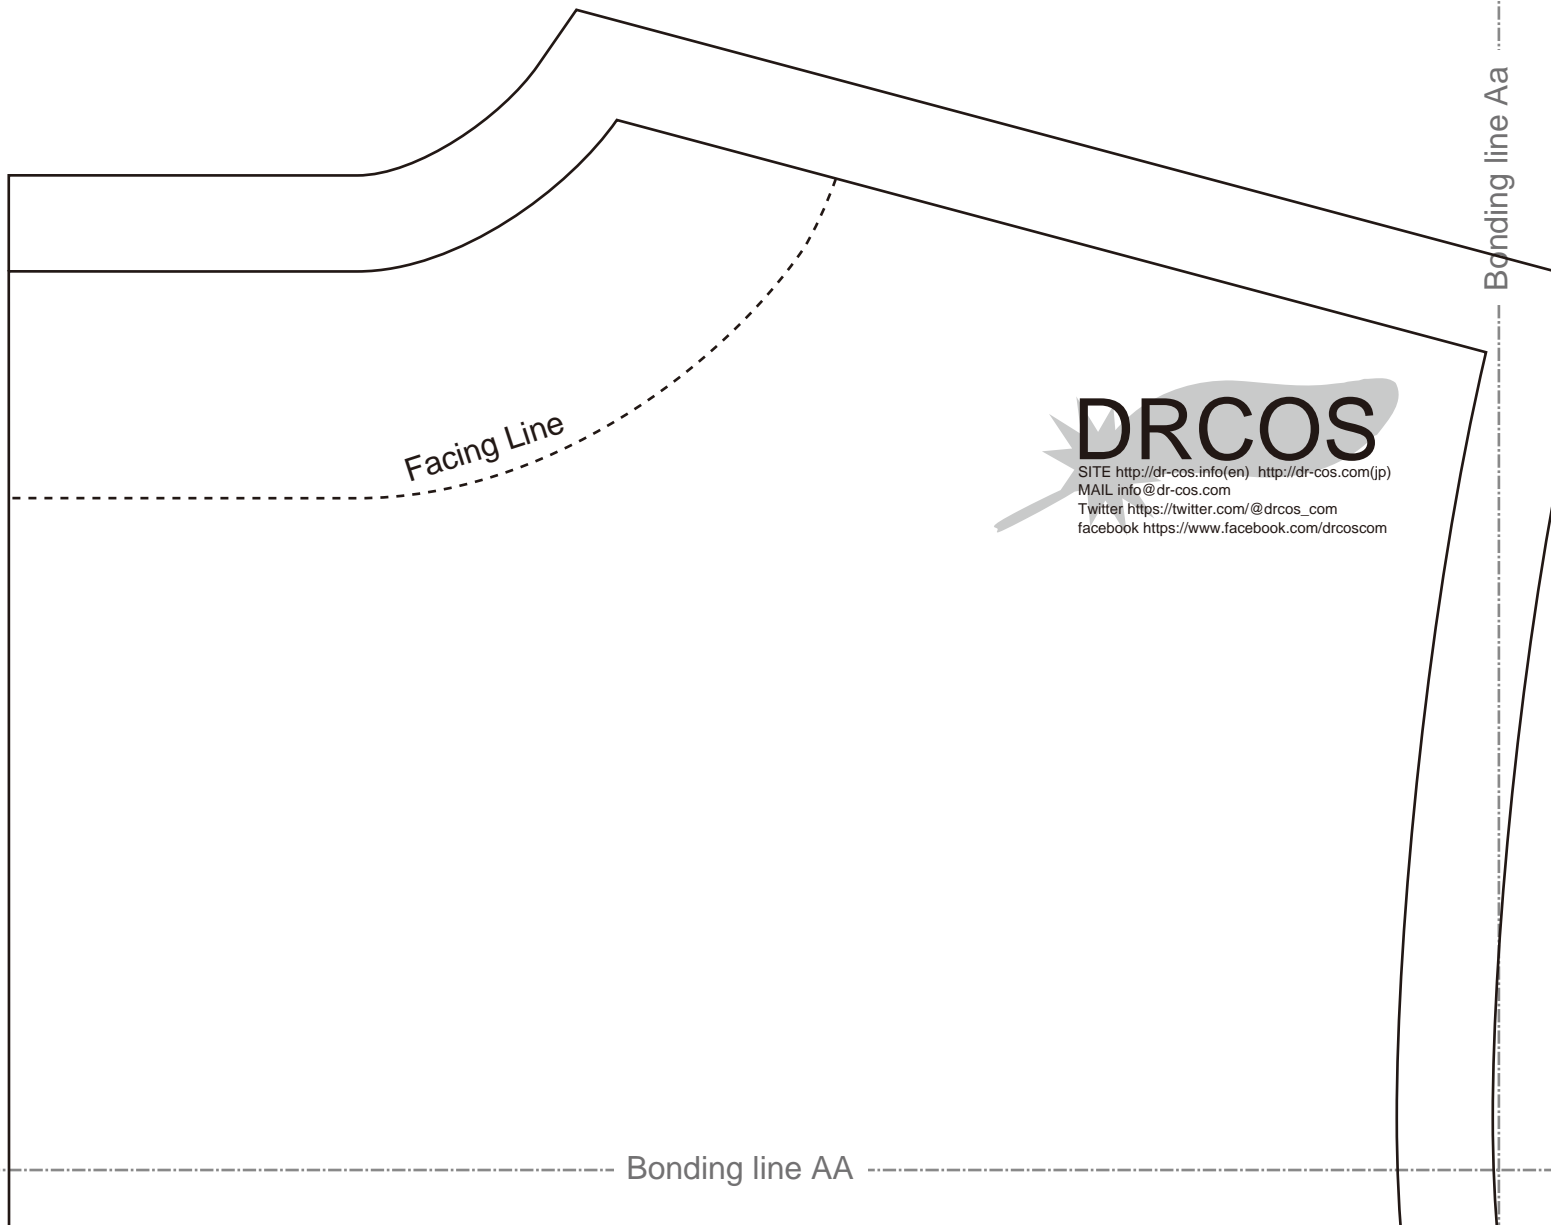 Bonding line Aa
Facing Line
DRCOS
SITE http://dr-cos.info(en)  http://dr-cos.com(jp)
MAIL info@dr-cos.com
Twitter https://twitter.com/@drcos_com
facebook https://www.facebook.com/drcoscom
Bonding line AA